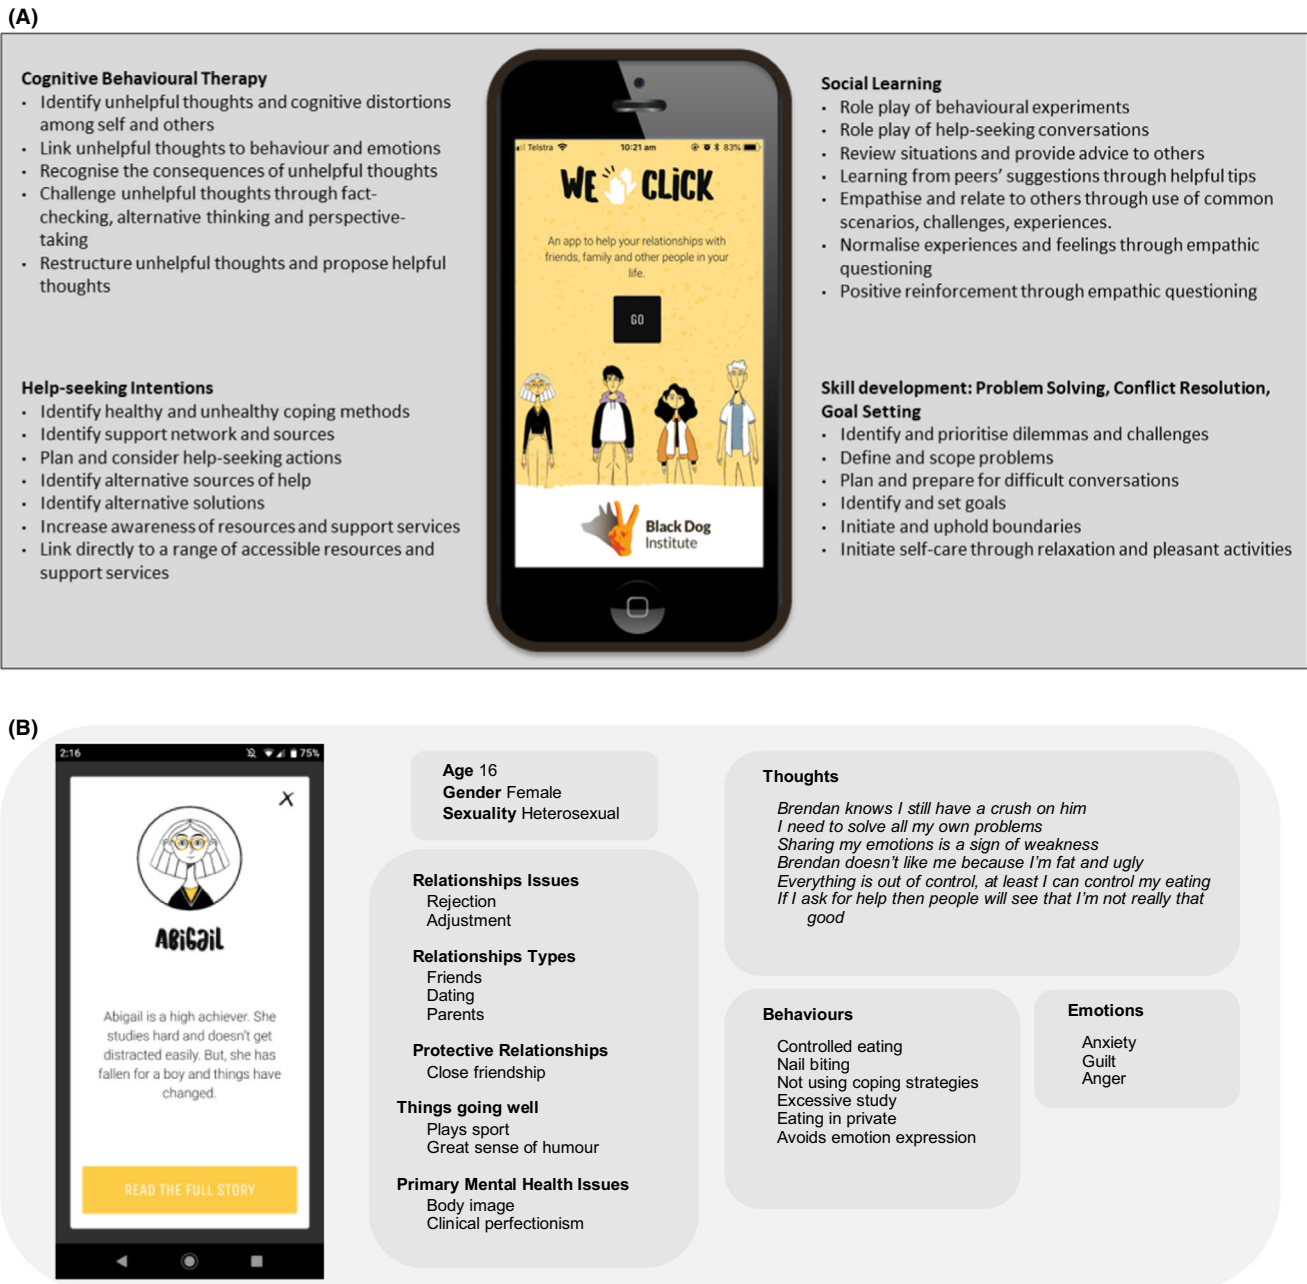 (A)
Cognitive Behavioural Therapy
• Identify unhelpful thoughts and cognitive distortions
among self and others
• Link unhelpful thoughts to behaviour and emotions
• Recognise the consequences of unhelpful thoughts
• Challenge unhelpful thoughts through fact-
checking, alternative thinking and perspective-
taking
• Restructure unhelpful thoughts and propose helpful
thoughts
Help-seeking Intentions
• Identify healthy and unhealthy coping methods
• Identify support network and sources
• Plan and consider help-seeking actions
• Identify alternative sources of help
• Identify alternative solutions
• Increase awareness of resources and support services
• Link directly to a range of accessible resources and
support services
Telstra 10:21 am 83%
WE CLICK
An app to help your relationships with
friends, family and other people in your
life.
GO
Black Dog
Institute
Social Learning
• Role play of behavioural experiments
• Role play of help-seeking conversations
• Review situations and provide advice to others
• Learning from peers' suggestions through helpful tips
• Empathise and relate to others through use of common
scenarios, challenges, experiences.
• Normalise experiences and feelings through empathic
questioning
• Positive reinforcement through empathic questioning
Skill development: Problem Solving, Conflict Resolution,
Goal Setting
• Identify and prioritise dilemmas and challenges
• Define and scope problems
• Plan and prepare for difficult conversations
• Identify and set goals
• Initiate and uphold boundaries
• Initiate self-care through relaxation and pleasant activities
(B)
2:16 75%
X
ABiGaiL
Abigail is a high achiever. She
studies hard and doesn't get
distracted easily. But, she has
fallen for a boy and things have
changed.
READ THE FULL STORY
Age 16
Gender Female
Sexuality Heterosexual
Relationships Issues
Rejection
Adjustment
Relationships Types
Friends
Dating
Parents
Protective Relationships
Close friendship
Things going well
Plays sport
Great sense of humour
Primary Mental Health Issues
Body image
Clinical perfectionism
Thoughts
Brendan knows I still have a crush on him
I need to solve all my own problems
Sharing my emotions is a sign of weakness
Brendan doesn't like me because I'm fat and ugly
Everything is out of control, at least I can control my eating
If I ask for help then people will see that I'm not really that
good
Behaviours
Controlled eating
Nail biting
Not using coping strategies
Excessive study
Eating in private
Avoids emotion expression
Emotions
Anxiety
Guilt
Anger